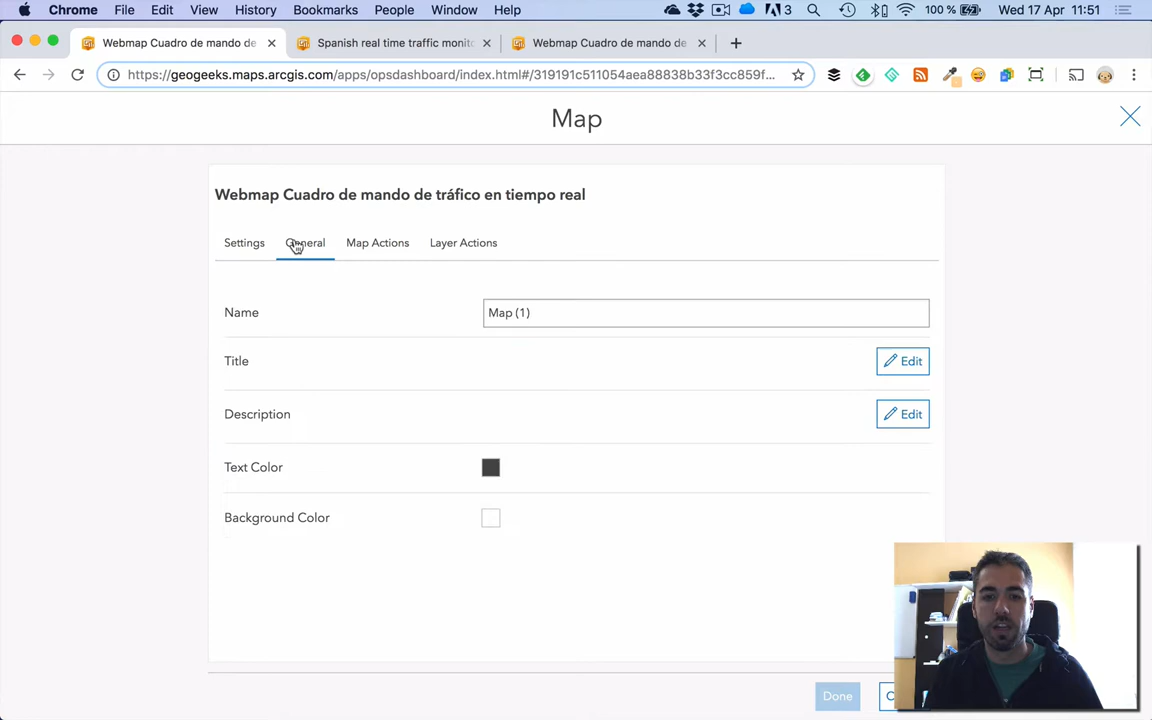 Chrome File Edit View History Bookmarks People Window Help 3 100 % Wed 17 Apr 11:51
Webmap Cuadro de mando de Spanish real time traffic monit Webmap Cuadro de mando de
https://geogeeks.maps.arcgis.com/apps/opsdashboard/index.html#/319191c511054aea88838b33f3cc859f...
Map
Webmap Cuadro de mando de tráfico en tiempo real
Settings General Map Actions Layer Actions
Name Map (1)
Title Edit
Description Edit
Text Color
Background Color
Done